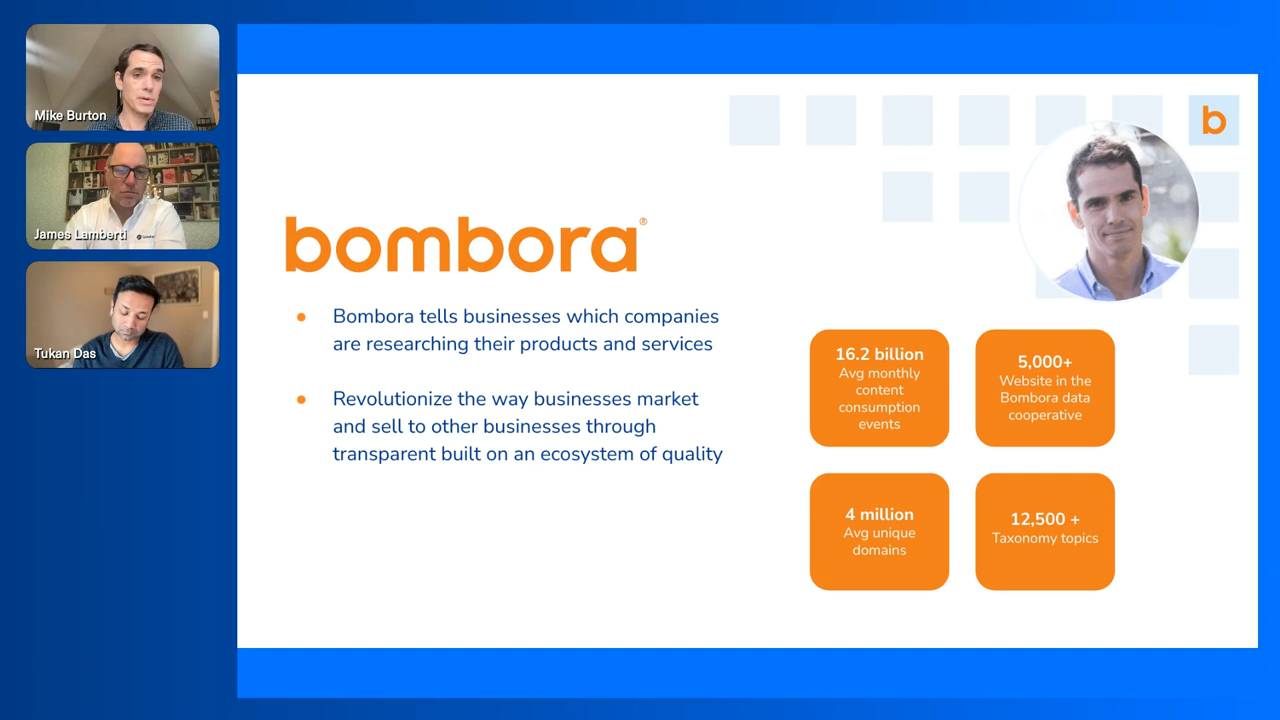 Mike Burton
James Lamberti
Tukan Das
b
bombora®
Bombora tells businesses which companies
are researching their products and services
Revolutionize the way businesses market
and sell to other businesses through
transparent built on an ecosystem of quality
16.2 billion
Avg monthly
content
consumption
events
5,000+
Website in the
Bombora data
cooperative
4 million
Avg unique
domains
12,500 +
Taxonomy topics